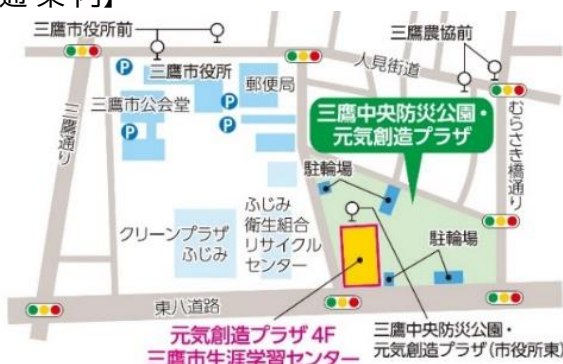 通 案 内】
三鷹市役所前
三鷹農協前
人見街道
三鷹市役所
郵便局
三鷹市公会堂
三鷹通り
むらさき橋通り
三鷹中央防災公園・
元気創造プラザ
駐輪場
ふじみ
衛生組合
リサイクル
センター
クリーンプラザ
ふじみ
駐輪場
東八道路
元気創造プラザ 4F
三鷹市生涯学習センター
三鷹中央防災公園・
元気創造プラザ(市役所東)
P
P
P
P